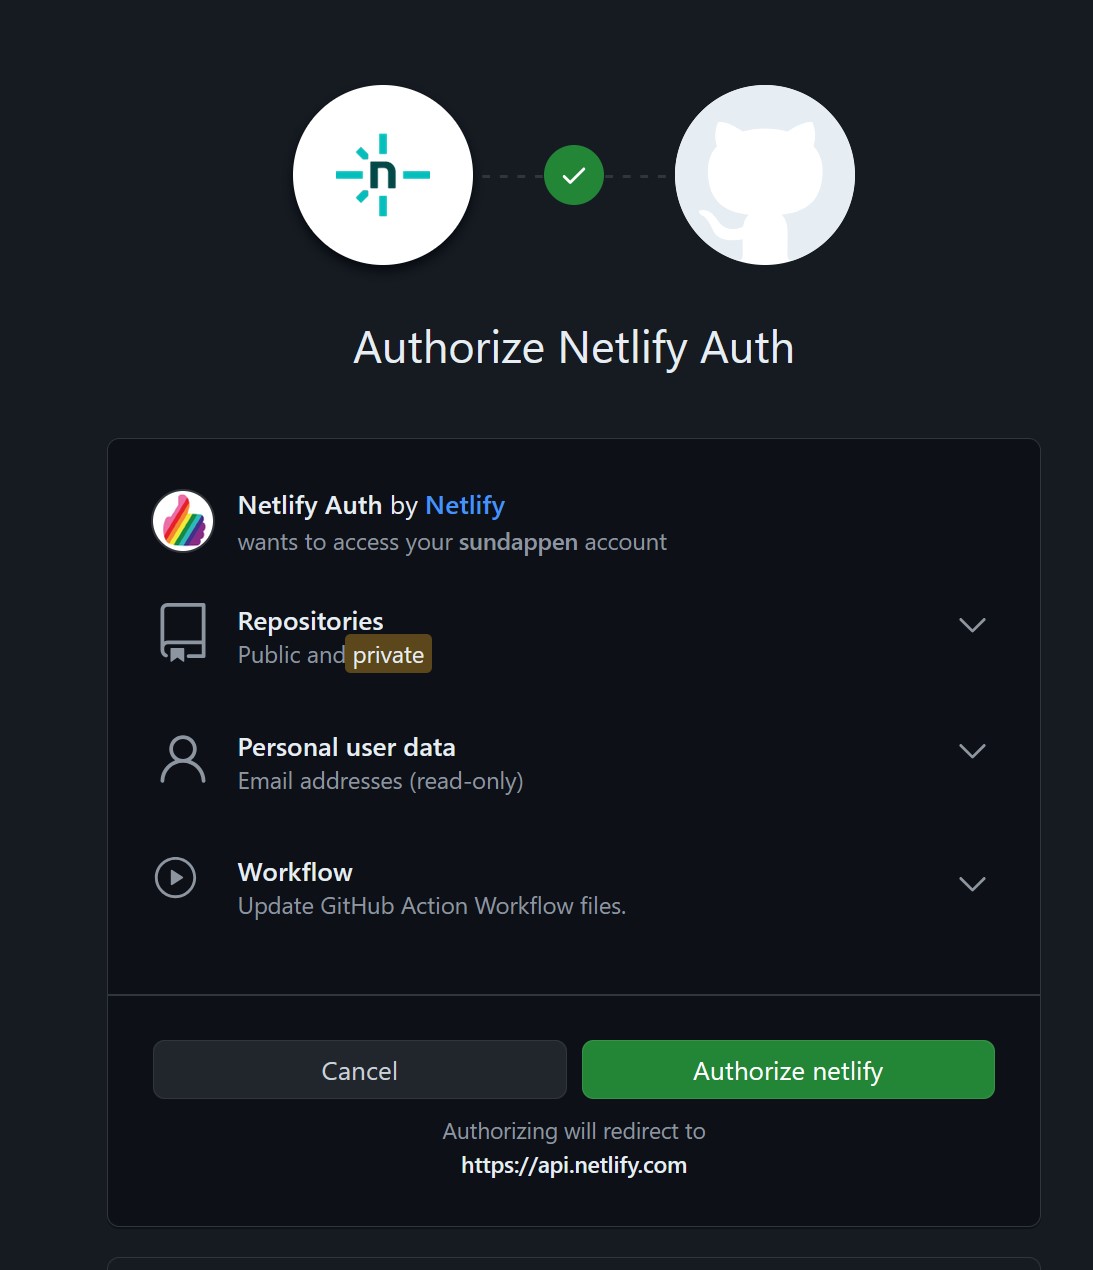 n
Authorize Netlify Auth
Netlify Auth by Netlify
wants to access your sundappen account
Repositories
Public and private
Personal user data
Email addresses (read-only)
Workflow
Update GitHub Action Workflow files.
Cancel
Authorize netlify
Authorizing will redirect to
https://api.netlify.com